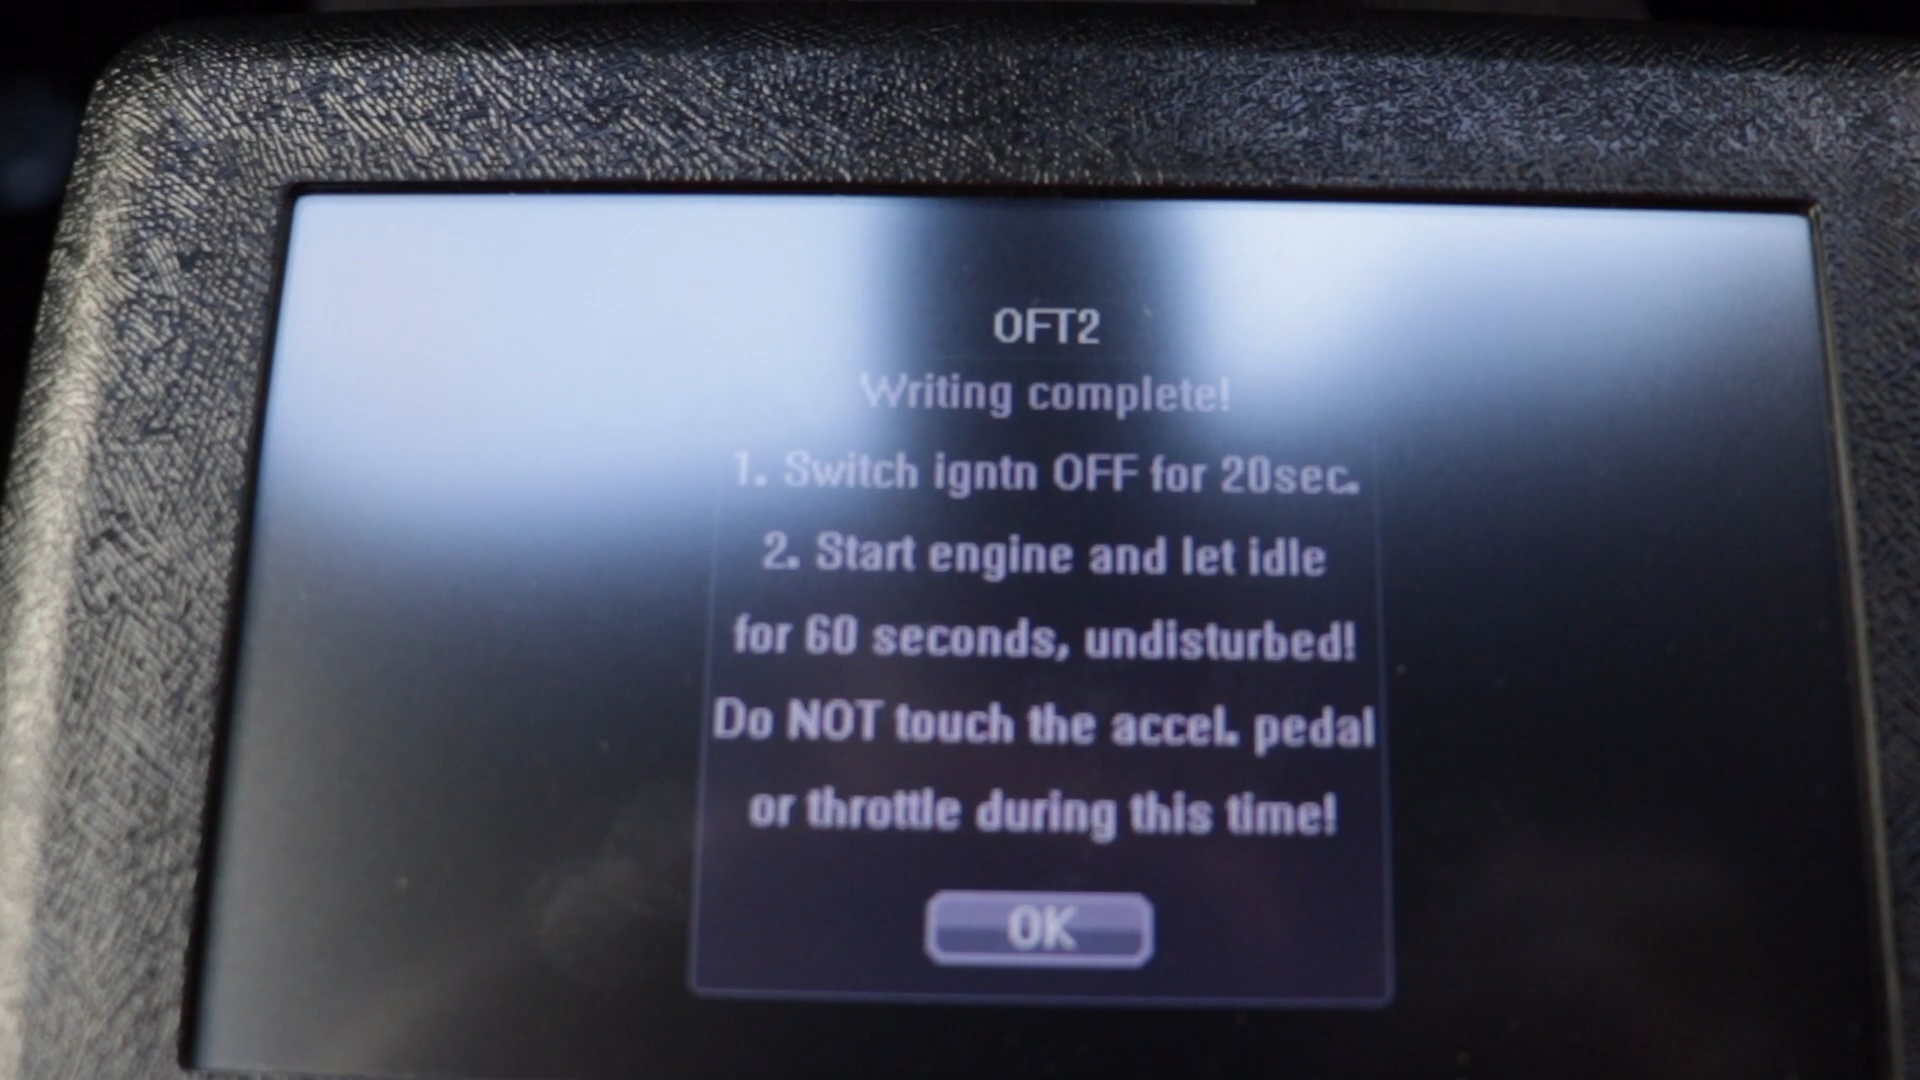 OFT2
Writing complete!
1. Switch igntn OFF for 20sec.
2. Start engine and let idle
for 60 seconds, undisturbed!
Do NOT touch the accel. pedal
or throttle during this time!
OK